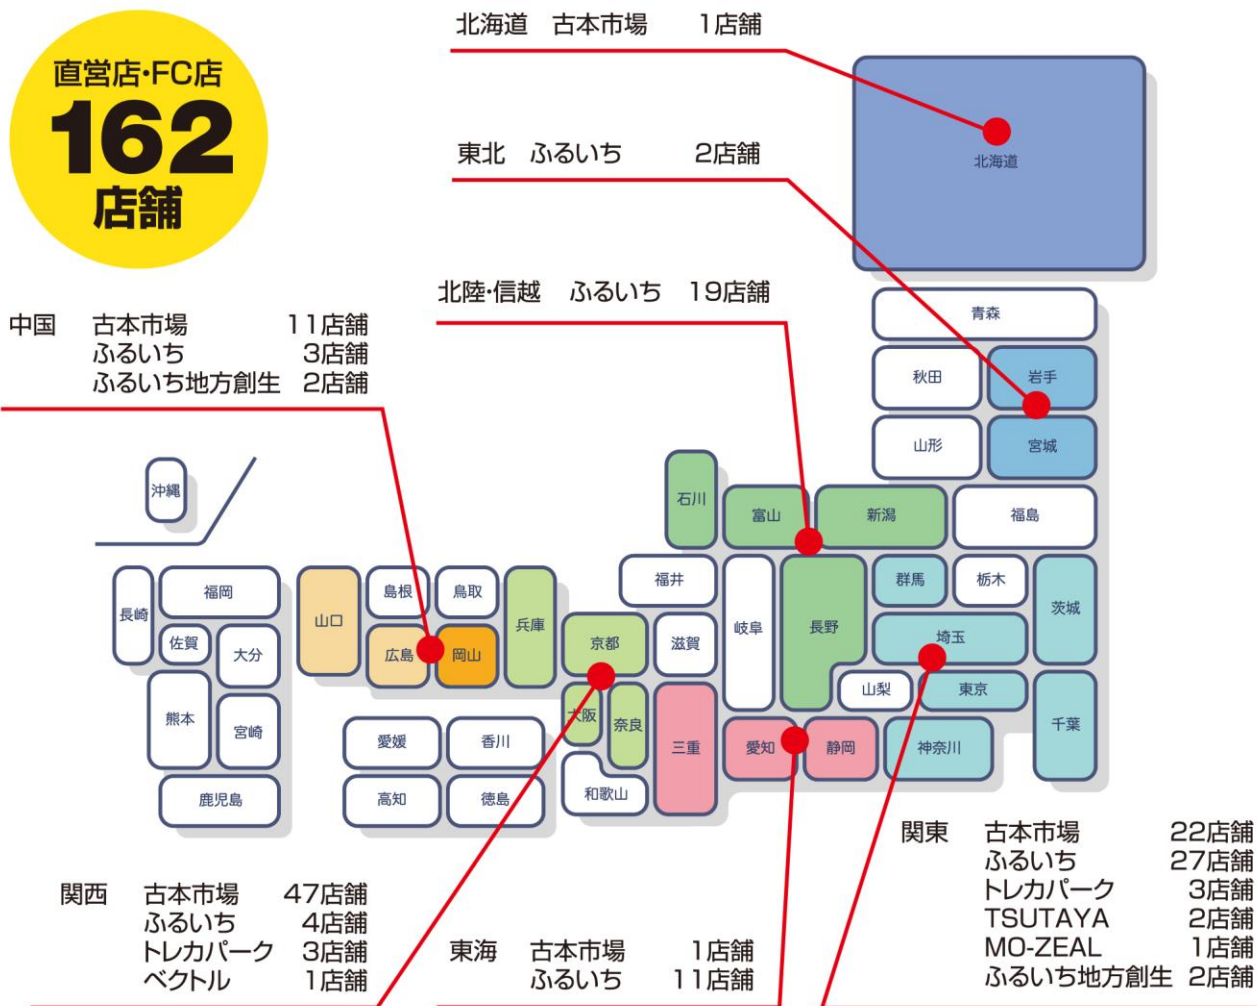 直営店・FC店
162
店舗
北海道 古本市場 1店舗
東北 ふるいち 2店舗
北陸・信越 ふるいち 19店舗
中国 古本市場 11店舗
ふるいち 3店舗
ふるいち地方創生 2店舗
北海道
青森
秋田 岩手
山形 宮城
沖縄
石川 富山 新潟 福島
長崎 福岡 山口 島根 鳥取 兵庫 福井 岐阜 長野 群馬 栃木 茨城
佐賀 大分 広島 岡山 京都 滋賀 埼玉
熊本 宮崎 大阪 奈良 三重 山梨 東京 千葉
愛媛 香川 愛知 静岡 神奈川
鹿児島 高知 徳島 和歌山
関西 古本市場 47店舗
ふるいち 4店舗
トレカパーク 3店舗
ベクトル 1店舗
東海 古本市場 1店舗
ふるいち 11店舗
関東 古本市場 22店舗
ふるいち 27店舗
トレカパーク 3店舗
TSUTAYA 2店舗
MO-ZEAL 1店舗
ふるいち地方創生 2店舗